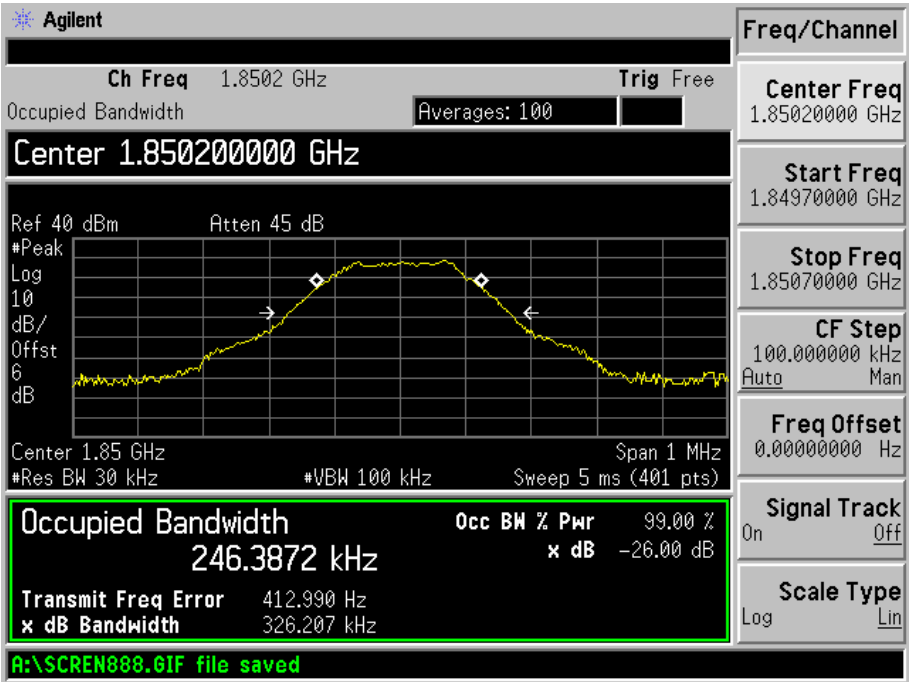 Agilent
Freq/Channel
Ch Freq 1.8502 GHz Trig Free
Occupied Bandwidth Averages: 100
Center 1.850200000 GHz
Ref 40 dBm Atten 45 dB
#Peak
Log
10
dB/
Offst
6
dB
Center 1.85 GHz Span 1 MHz
#Res BW 30 kHz #VBW 100 kHz Sweep 5 ms (401 pts)
Occupied Bandwidth
246.3872 kHz
Occ BW % Pwr 99.00 %
x dB -26.00 dB
Transmit Freq Error 412.990 Hz
x dB Bandwidth 326.207 kHz
A:\SCREN888.GIF file saved
Center Freq
1.85020000 GHz
Start Freq
1.84970000 GHz
Stop Freq
1.85070000 GHz
CF Step
100.000000 kHz
Auto Man
Freq Offset
0.00000000 Hz
Signal Track
On Off
Scale Type
Log Lin